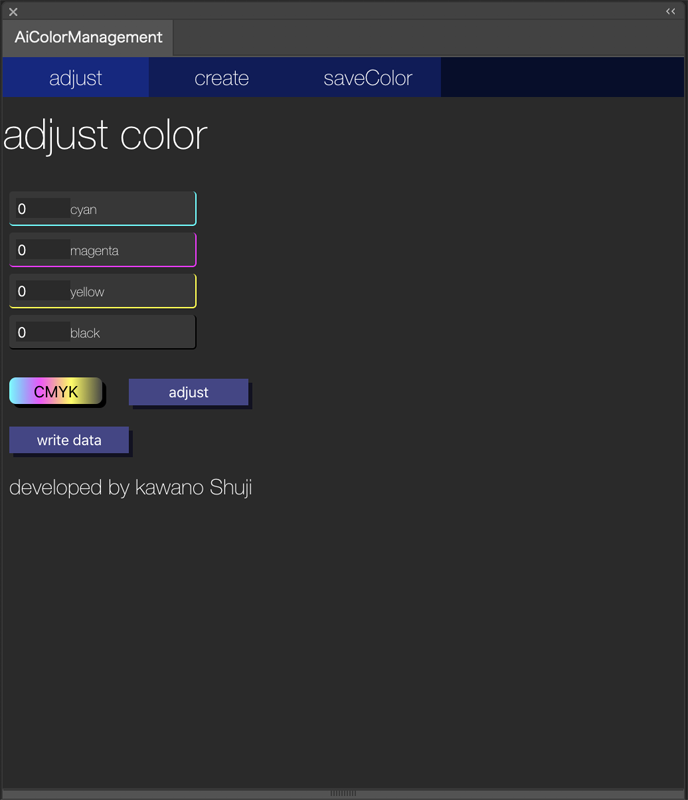 AiColorManagement
adjust create saveColor
adjust color
0 cyan
0 magenta
0 yellow
0 black
CMYK adjust
write data
developed by kawano Shuji